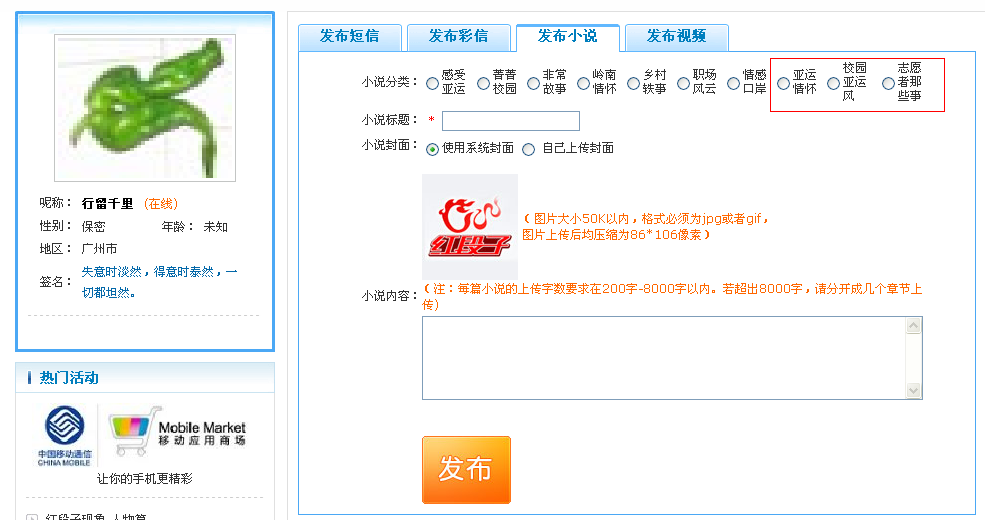 发布短信 发布彩信 发布小说 发布视频
小说分类： 感受亚运 菁菁校园 非常故事 岭南情怀 乡村轶事 职场风云 情感口岸 亚运情怀 校园亚运风 志愿者那些事
小说标题： *
小说封面： 使用系统封面 自己上传封面
红段子
（图片大小50K以内，格式必须为jpg或者gif，
图片上传后均压缩为86*106像素）
小说内容：
（注：每篇小说的上传字数要求在200字-8000字以内。若超出8000字，请分开成几个章节上
传）
发布
昵称： 行留千里 （在线）
性别： 保密 年龄： 未知
地区： 广州市
签名： 失意时淡然，得意时泰然，一
切都坦然。
热门活动
中国移动通信
CHINA MOBILE
Mobile Market
移动应用商场
让你的手机更精彩
红段子现象 人物篇